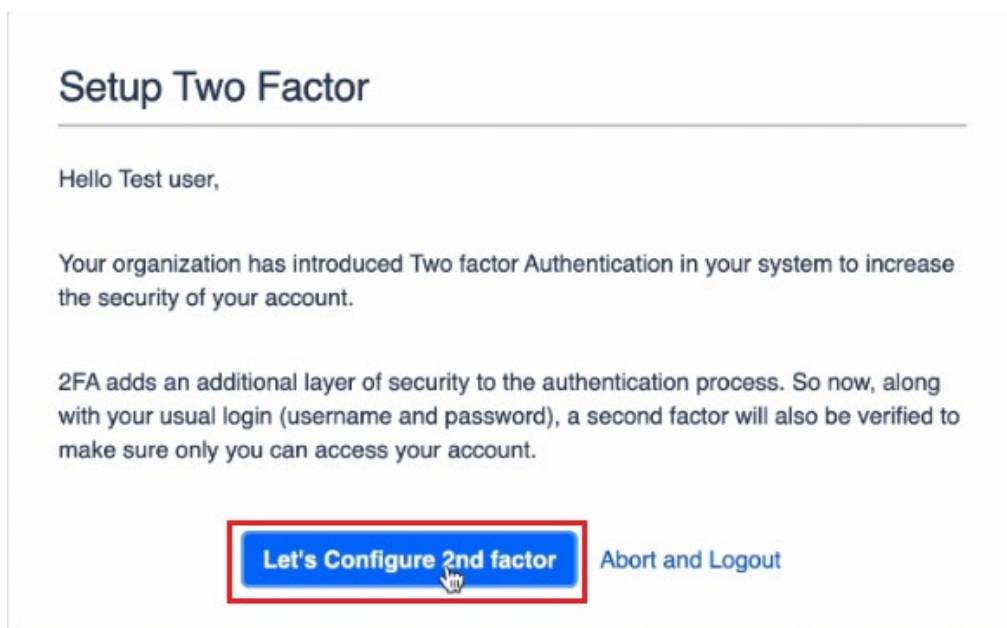 Setup Two Factor
Hello Test user,
Your organization has introduced Two factor Authentication in your system to increase
the security of your account.
2FA adds an additional layer of security to the authentication process. So now, along
with your usual login (username and password), a second factor will also be verified to
make sure only you can access your account.
Let's Configure 2nd factor Abort and Logout